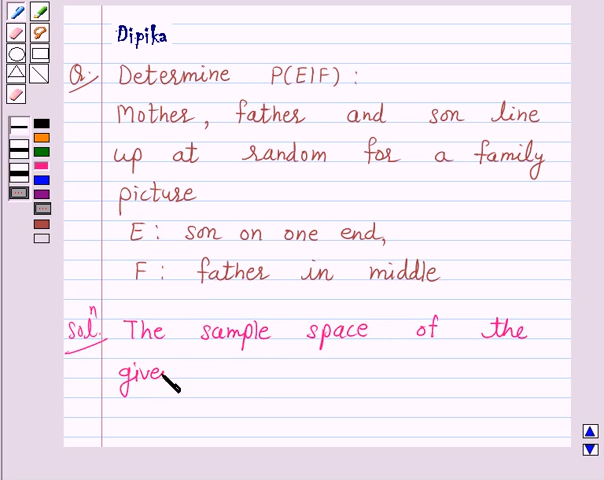 Dipika
Q. Determine P(E|F) :
Mother, father and son line
up at random for a family
picture
E : son on one end,
F : father in middle
Solⁿ. The sample space of the
give